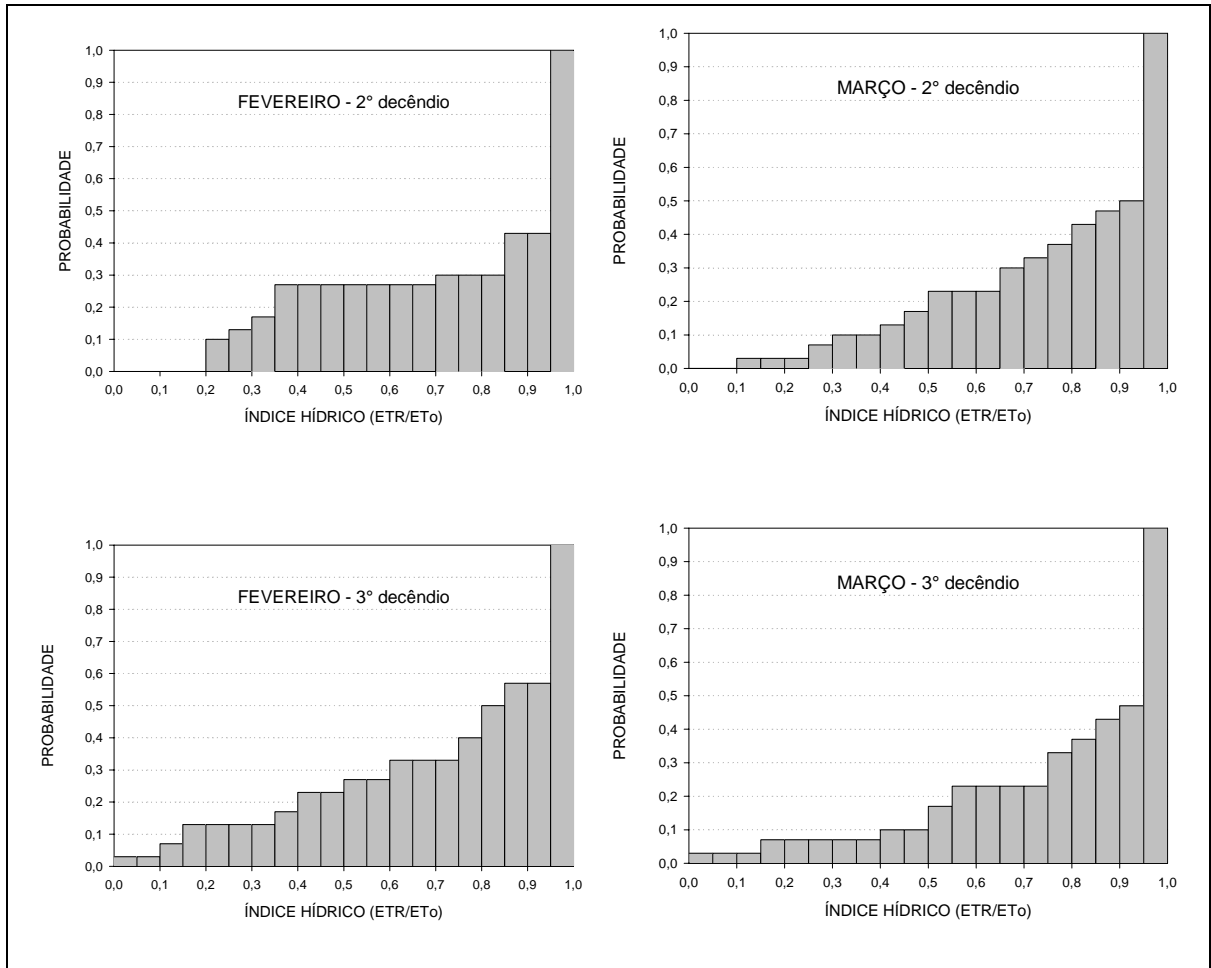 FEVEREIRO - 2° decêndio
PROBABILIDADE
1,0
0,9
0,8
0,7
0,6
0,5
0,4
0,3
0,2
0,1
0,0
0,0 0,1 0,2 0,3 0,4 0,5 0,6 0,7 0,8 0,9 1,0
ÍNDICE HÍDRICO (ETR/ETo)
MARÇO - 2° decêndio
PROBABILIDADE
1,0
0,9
0,8
0,7
0,6
0,5
0,4
0,3
0,2
0,1
0,0
0,0 0,1 0,2 0,3 0,4 0,5 0,6 0,7 0,8 0,9 1,0
ÍNDICE HÍDRICO (ETR/ETo)
FEVEREIRO - 3° decêndio
PROBABILIDADE
1,0
0,9
0,8
0,7
0,6
0,5
0,4
0,3
0,2
0,1
0,0
0,0 0,1 0,2 0,3 0,4 0,5 0,6 0,7 0,8 0,9 1,0
ÍNDICE HÍDRICO (ETR/ETo)
MARÇO - 3° decêndio
PROBABILIDADE
1,0
0,9
0,8
0,7
0,6
0,5
0,4
0,3
0,2
0,1
0,0
0,0 0,1 0,2 0,3 0,4 0,5 0,6 0,7 0,8 0,9 1,0
ÍNDICE HÍDRICO (ETR/ETo)